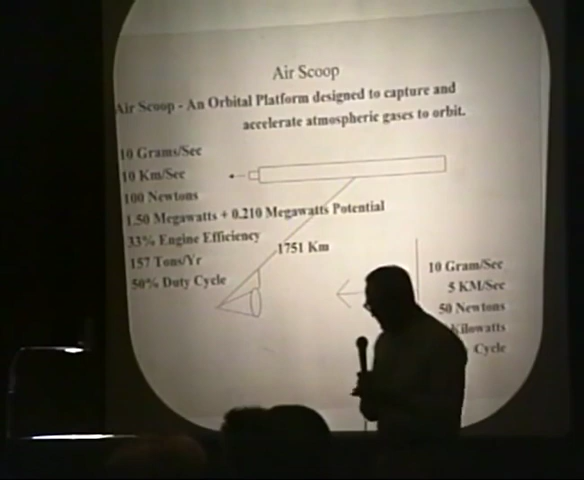 Air Scoop
Air Scoop - An Orbital Platform designed to capture and
accelerate atmospheric gases to orbit.
10 Grams/Sec
10 Km/Sec
100 Newtons
1.50 Megawatts + 0.210 Megawatts Potential
33% Engine Efficiency
157 Tons/Yr
50% Duty Cycle
1751 Km
10 Gram/Sec
5 KM/Sec
50 Newtons
Kilowatts
Cycle